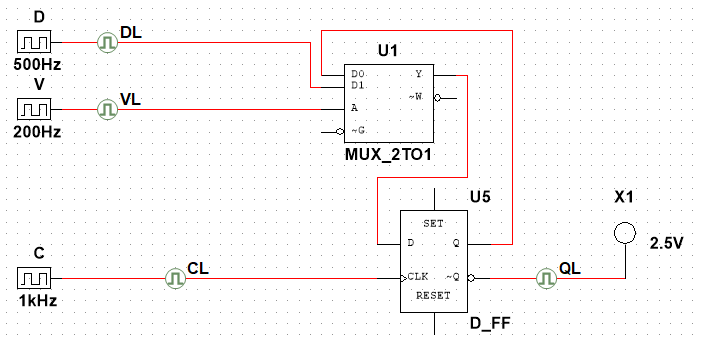 D
DL
500Hz
V
VL
200Hz
U1
D0
D1
A
~G
Y
~W
MUX_2TO1
U5
SET
D
Q
CLK
~Q
RESET
D_FF
C
CL
1kHz
QL
X1
2.5V